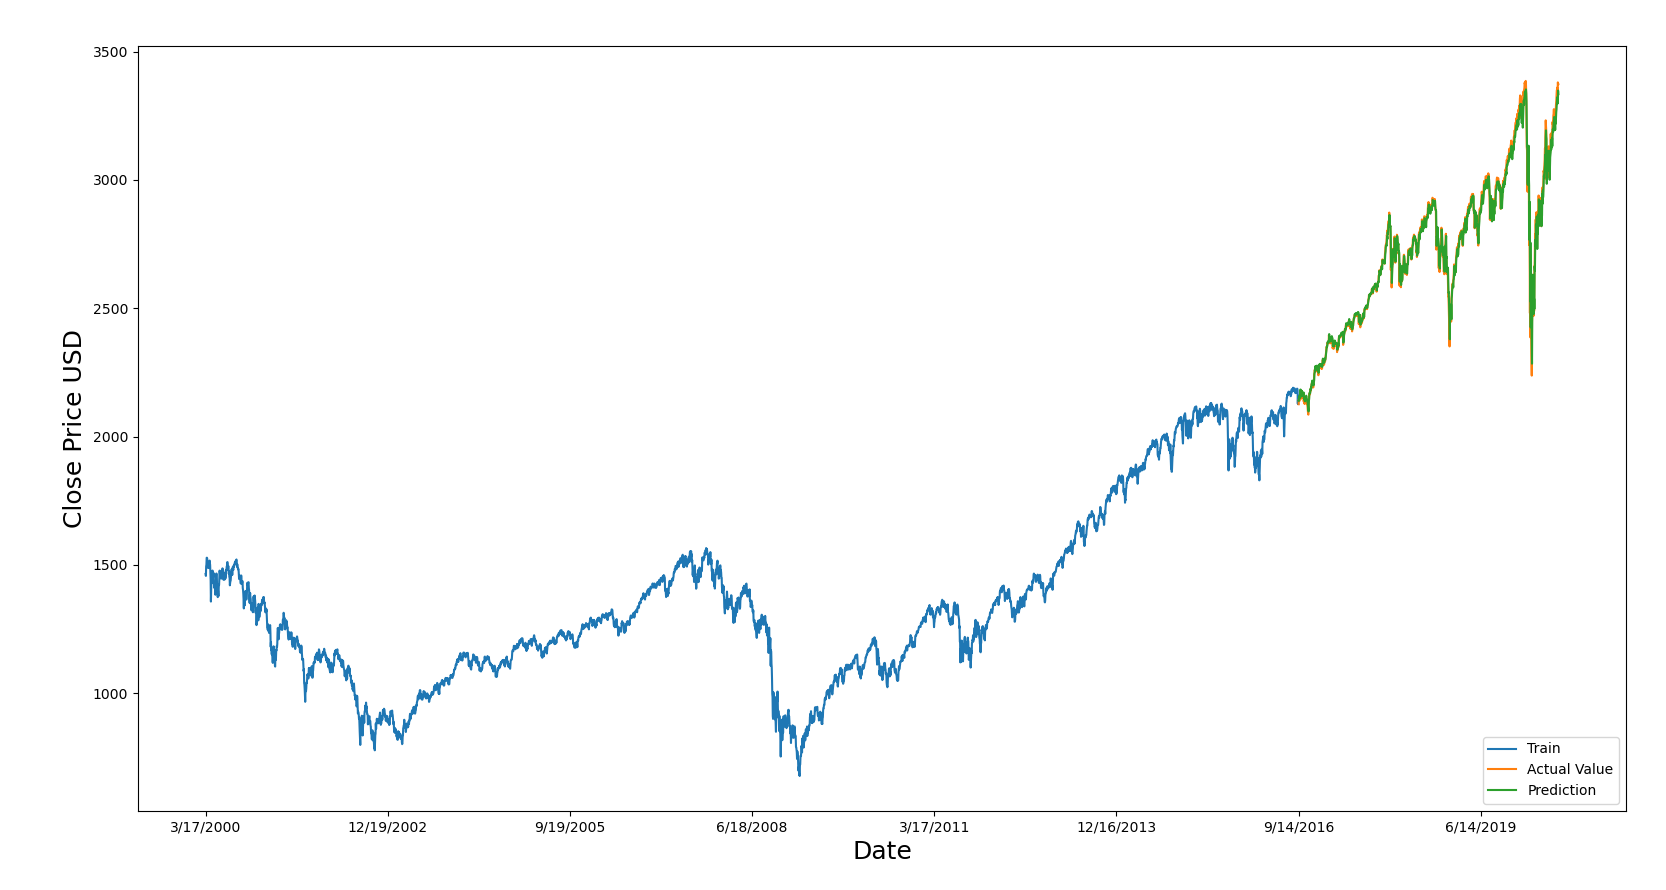 3500
3000
2500
2000
1500
1000
Close Price USD
3/17/2000 12/19/2002 9/19/2005 6/18/2008 3/17/2011 12/16/2013 9/14/2016 6/14/2019
Date
Train
Actual Value
Prediction